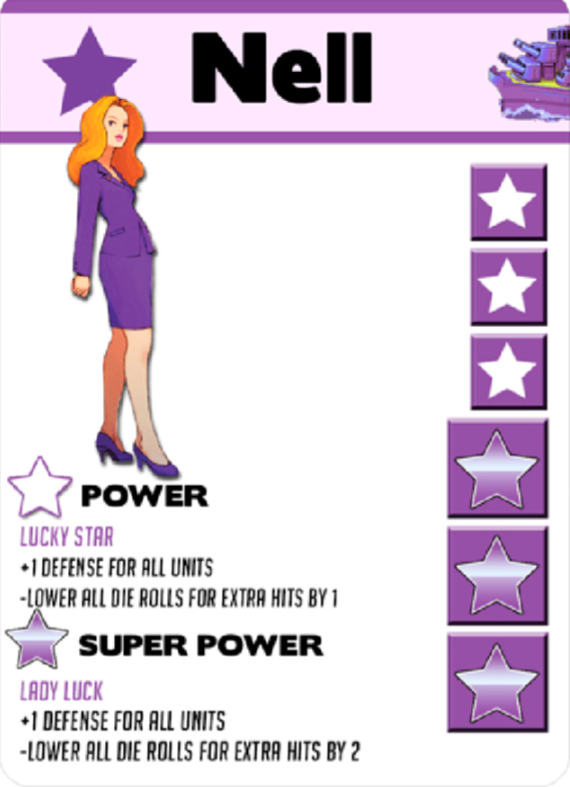 Nell
POWER
LUCKY STAR
+1 DEFENSE FOR ALL UNITS
-LOWER ALL DIE ROLLS FOR EXTRA HITS BY 1
SUPER POWER
LADY LUCK
+1 DEFENSE FOR ALL UNITS
-LOWER ALL DIE ROLLS FOR EXTRA HITS BY 2